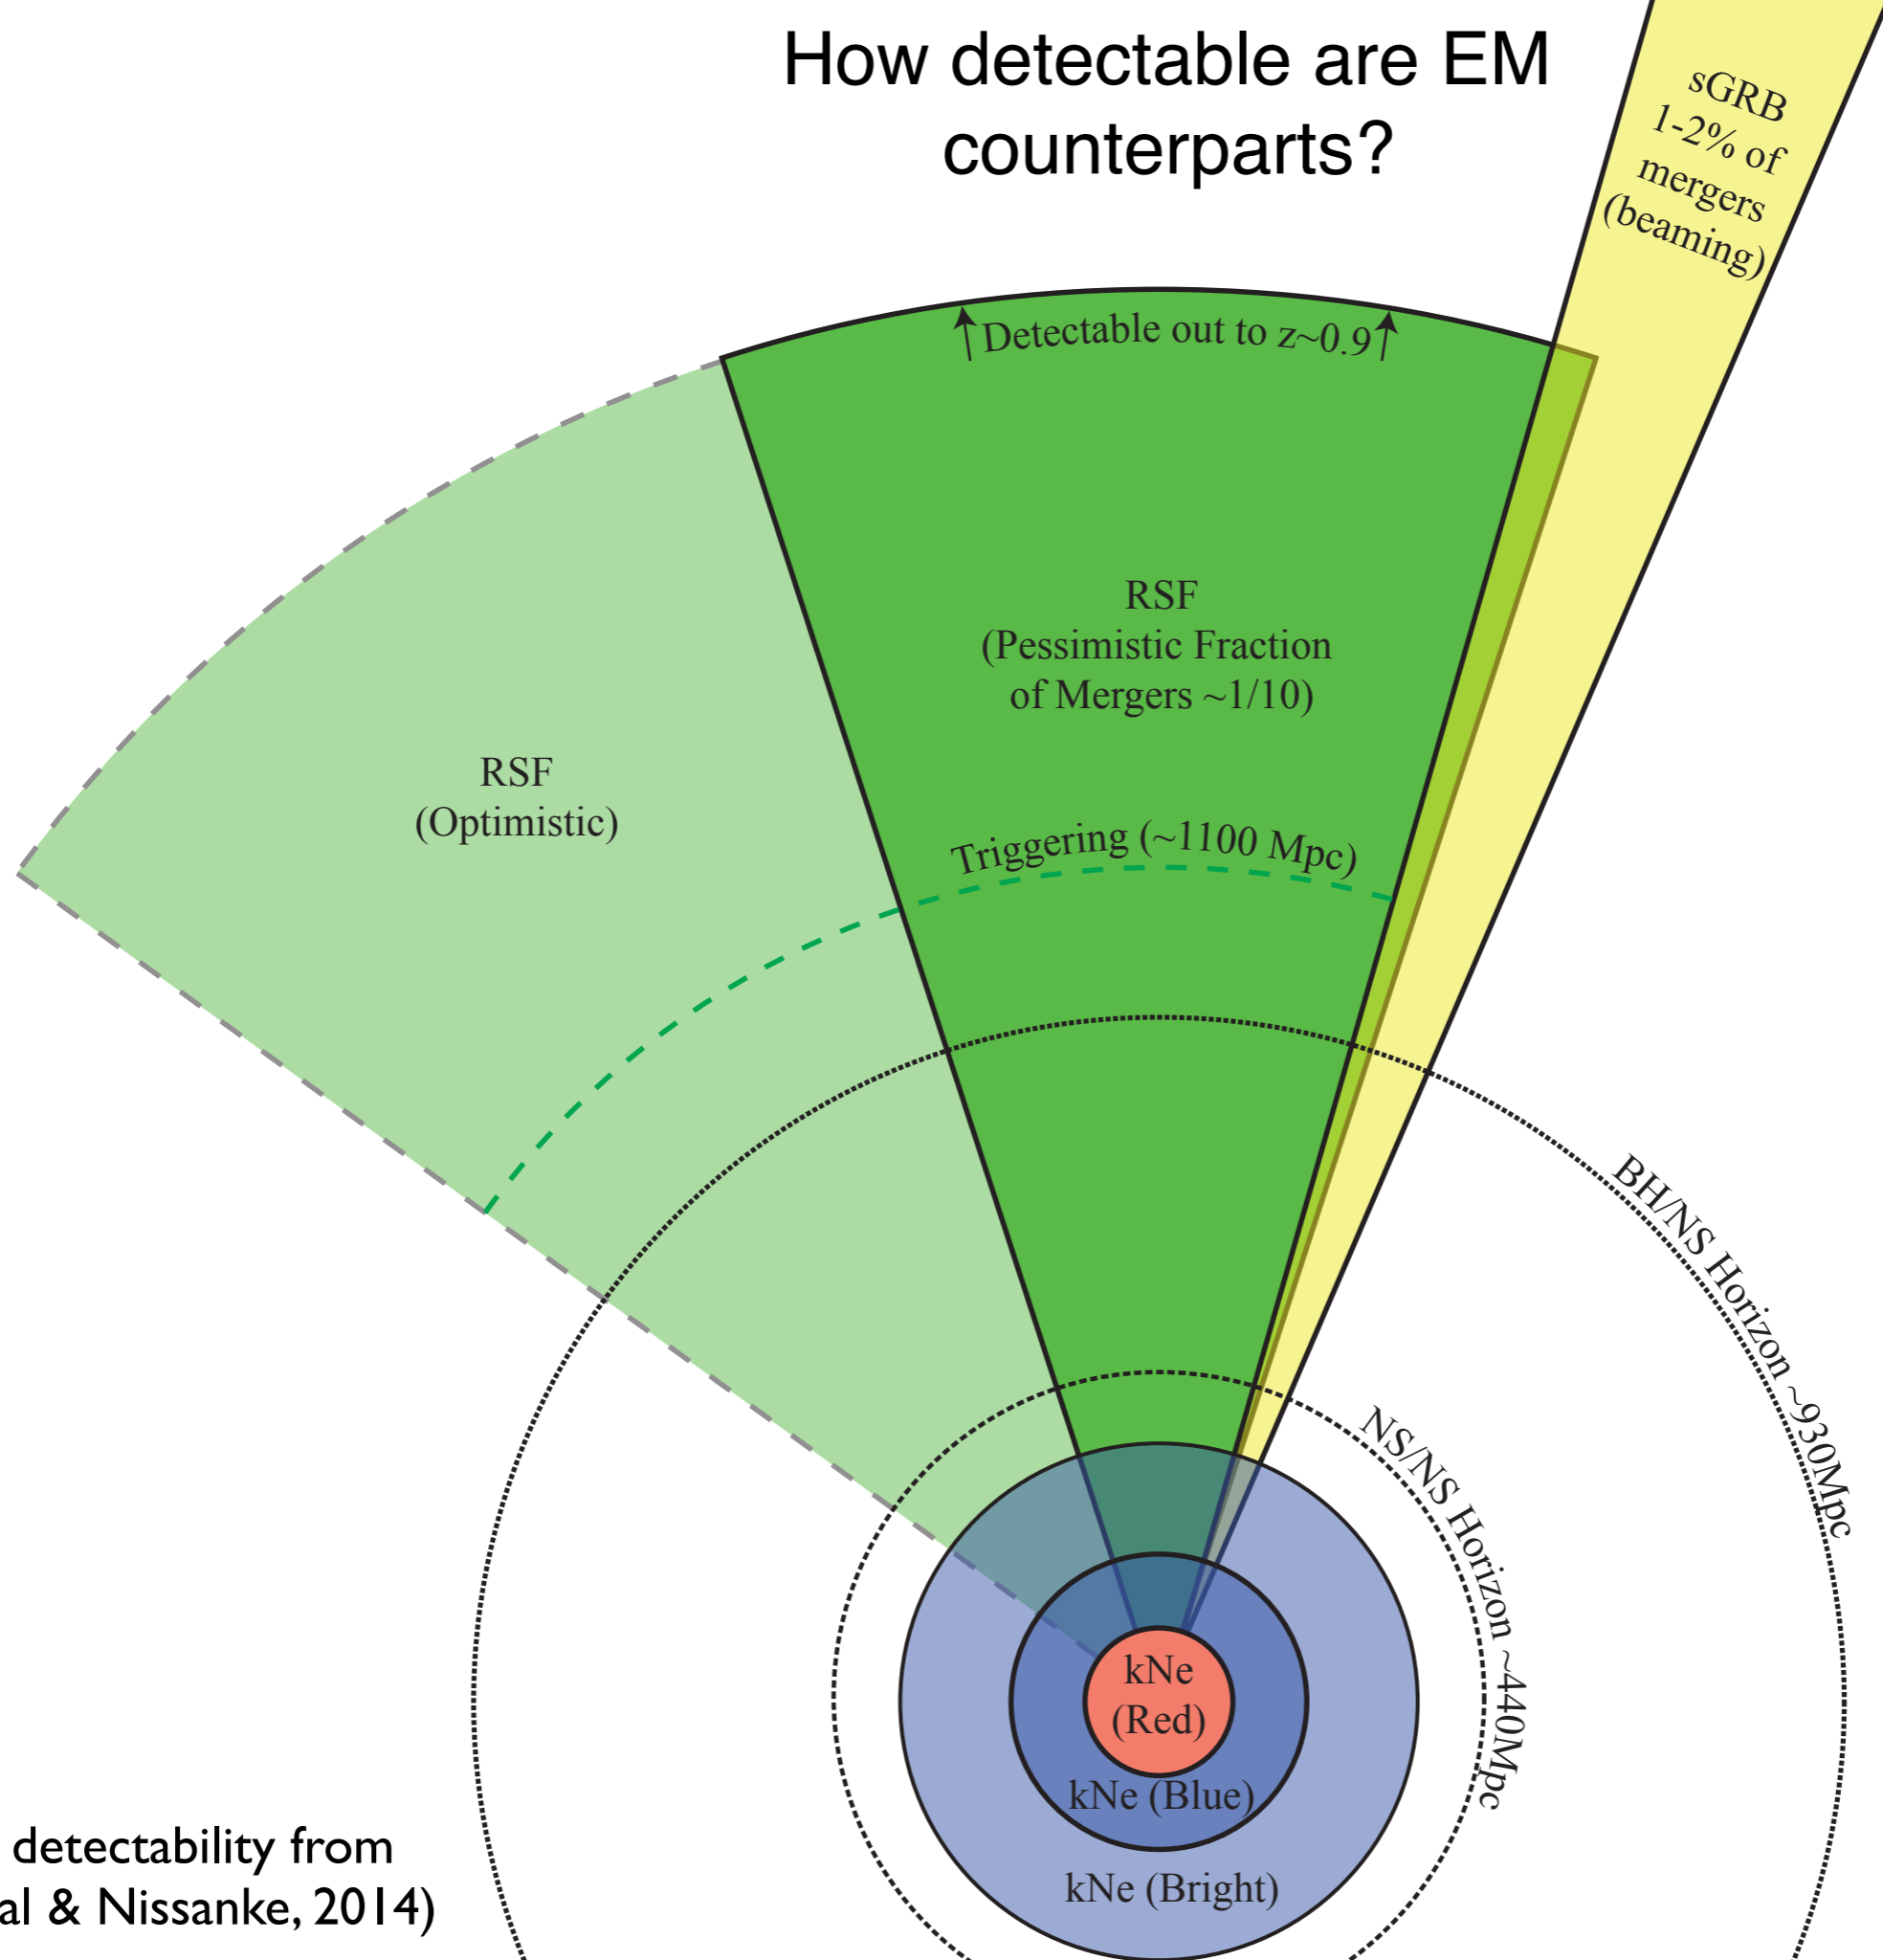 How detectable are EM
counterparts?
sGRB
1-2% of
mergers
(beaming)
Detectable out to z~0.9
RSF
(Pessimistic Fraction
of Mergers ~1/10)
RSF
(Optimistic)
Triggering (~1100 Mpc)
BH/NS Horizon ~930Mpc
NS/NS Horizon ~440Mpc
kNe
(Red)
kNe (Blue)
kNe (Bright)
detectability from
& Nissanke, 2014)